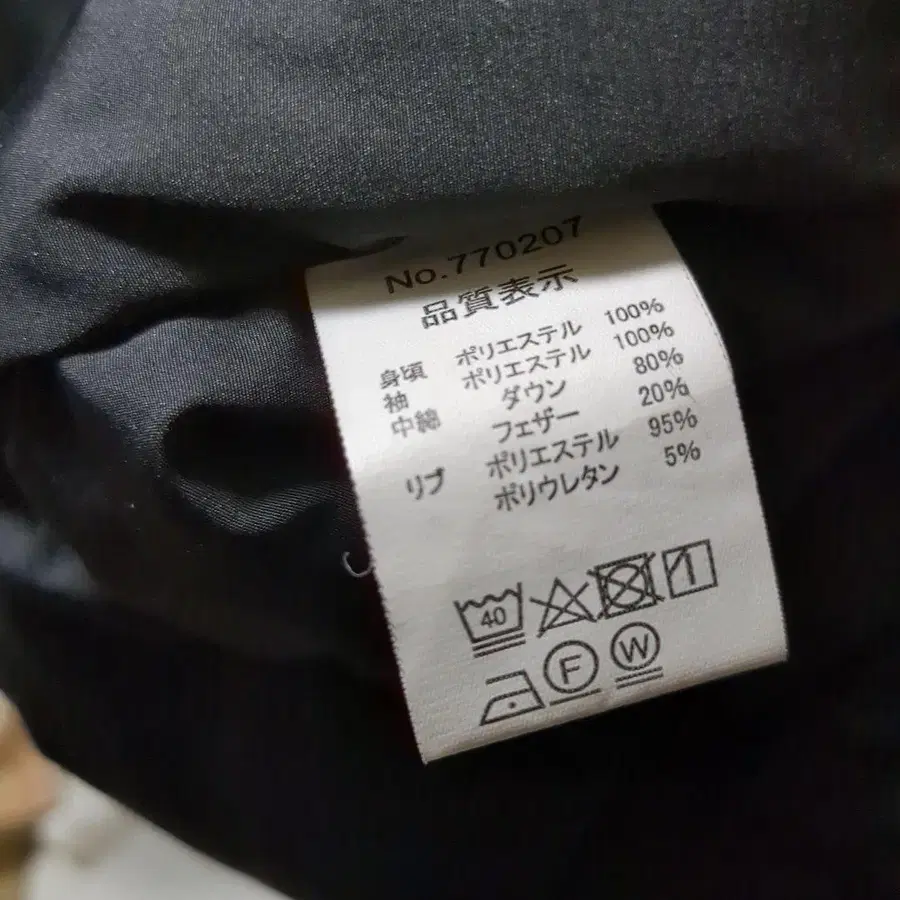 No.770207
品質表示
身頃 ポリエステル 100%
袖 ポリエステル 100%
中綿 ダウン 80%
フェザー 20%
リブ ポリエステル 95%
ポリウレタン 5%
40
F W